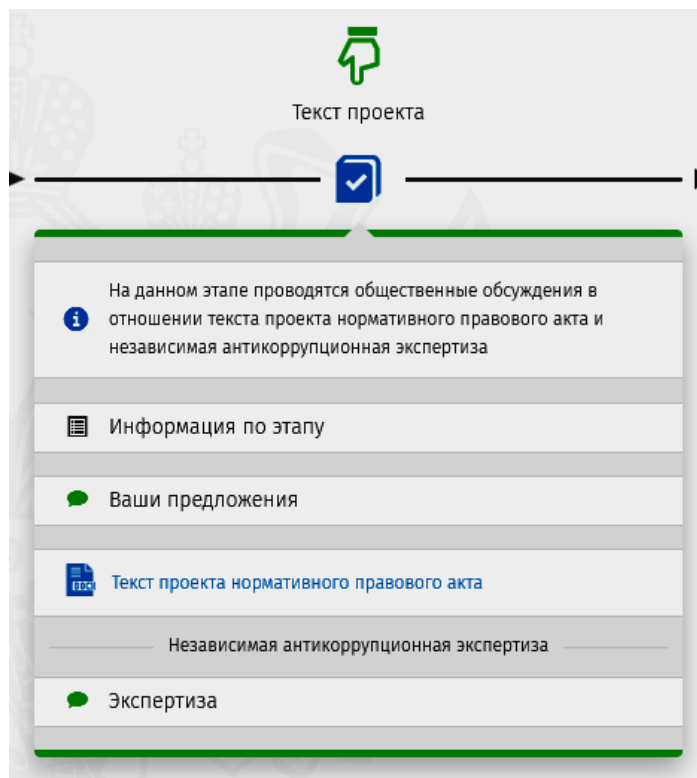 Текст проекта
На данном этапе проводятся общественные обсуждения в
отношении текста проекта нормативного правового акта и
независимая антикоррупционная экспертиза
Информация по этапу
Ваши предложения
Текст проекта нормативного правового акта
Независимая антикоррупционная экспертиза
Экспертиза